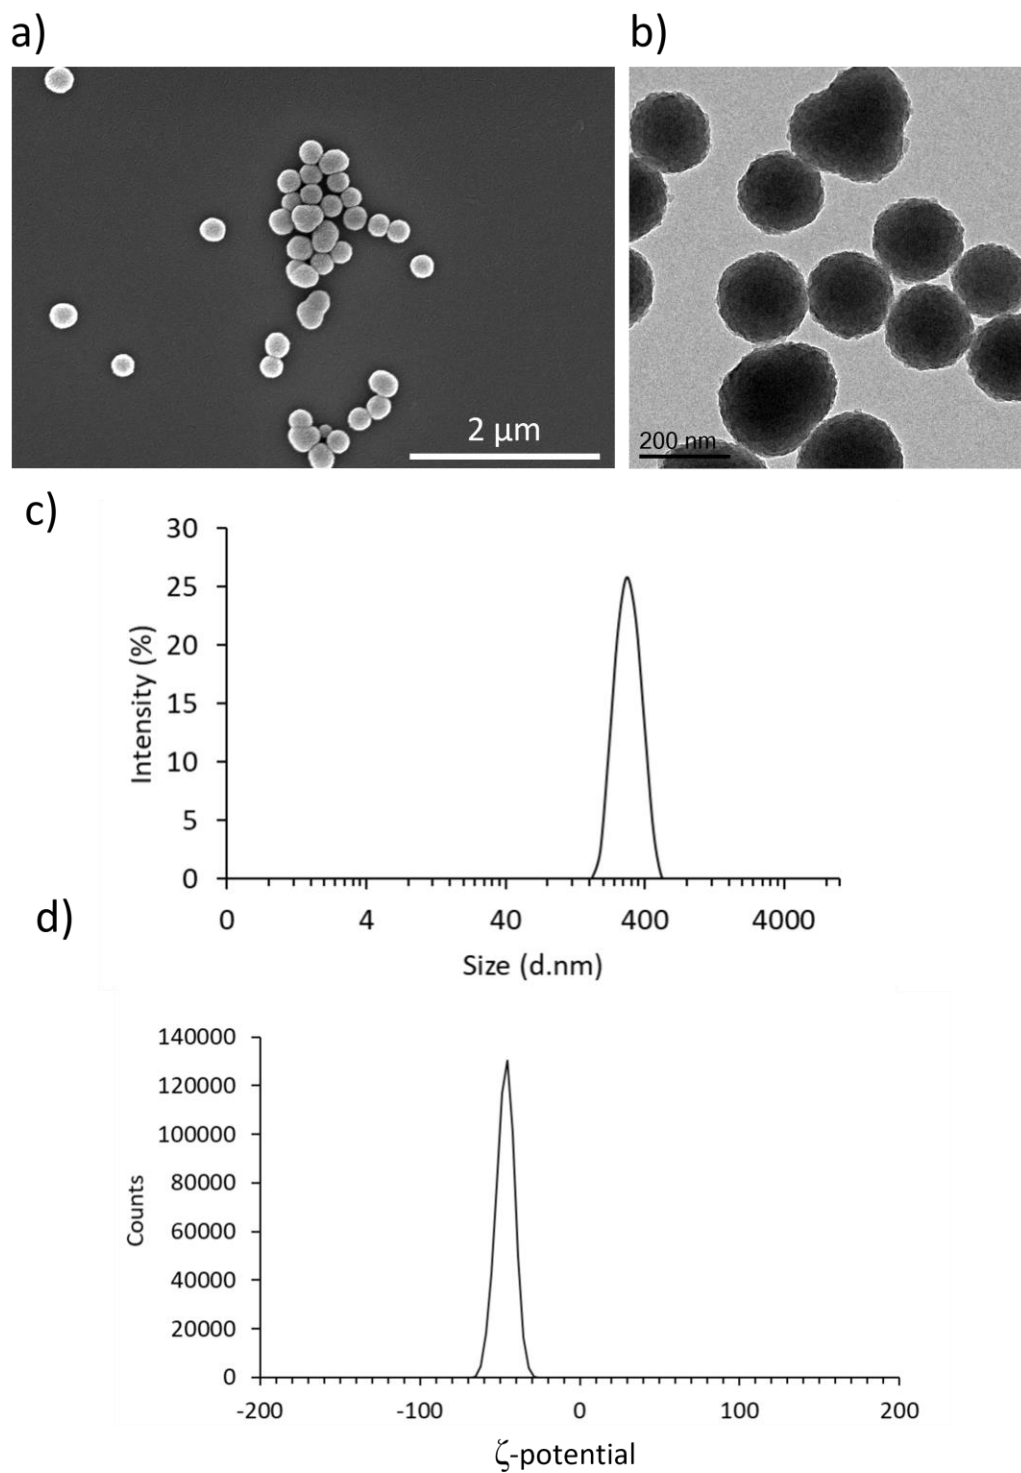 a)
b)
2 μm
200 nm
c)
30
25
20
15
10
5
0
Intensity (%)
0 4 40 400 4000
Size (d.nm)
d)
140000
120000
100000
80000
60000
40000
20000
0
Counts
-200 -100 0 100 200
ζ-potential